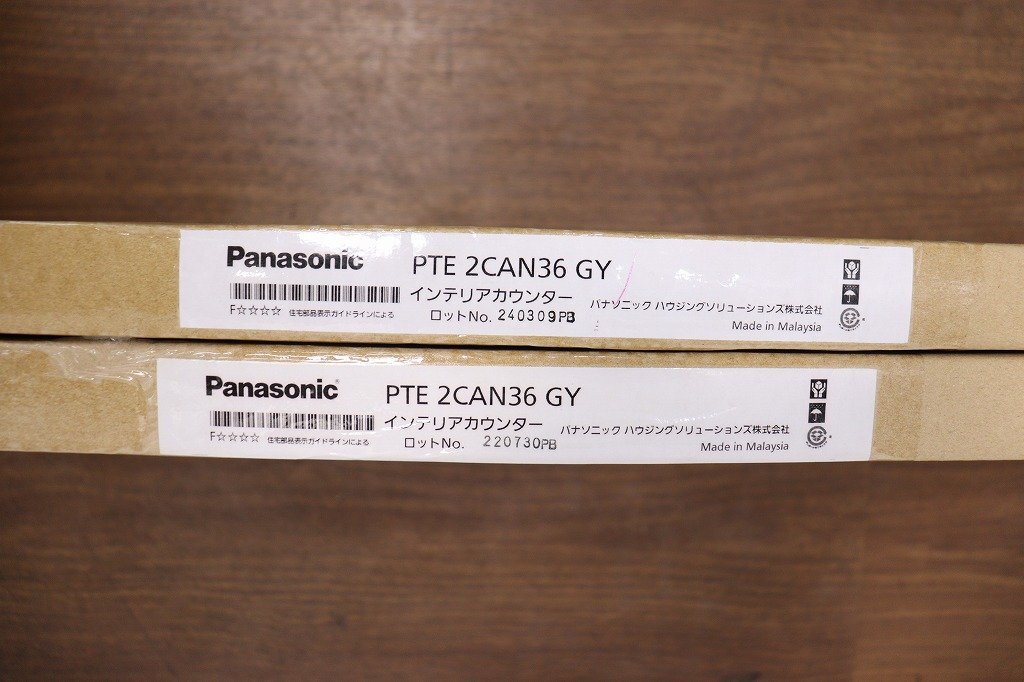 Panasonic
PTE 2CAN36 GY
インテリアカウンター
F☆☆☆☆ 住宅部品表示ガイドラインによる
ロットNo. 240309PB
パナソニック ハウジングソリューションズ株式会社
Made in Malaysia
Panasonic
PTE 2CAN36 GY
インテリアカウンター
F☆☆☆☆ 住宅部品表示ガイドラインによる
ロットNo. 220730PB
パナソニック ハウジングソリューションズ株式会社
Made in Malaysia